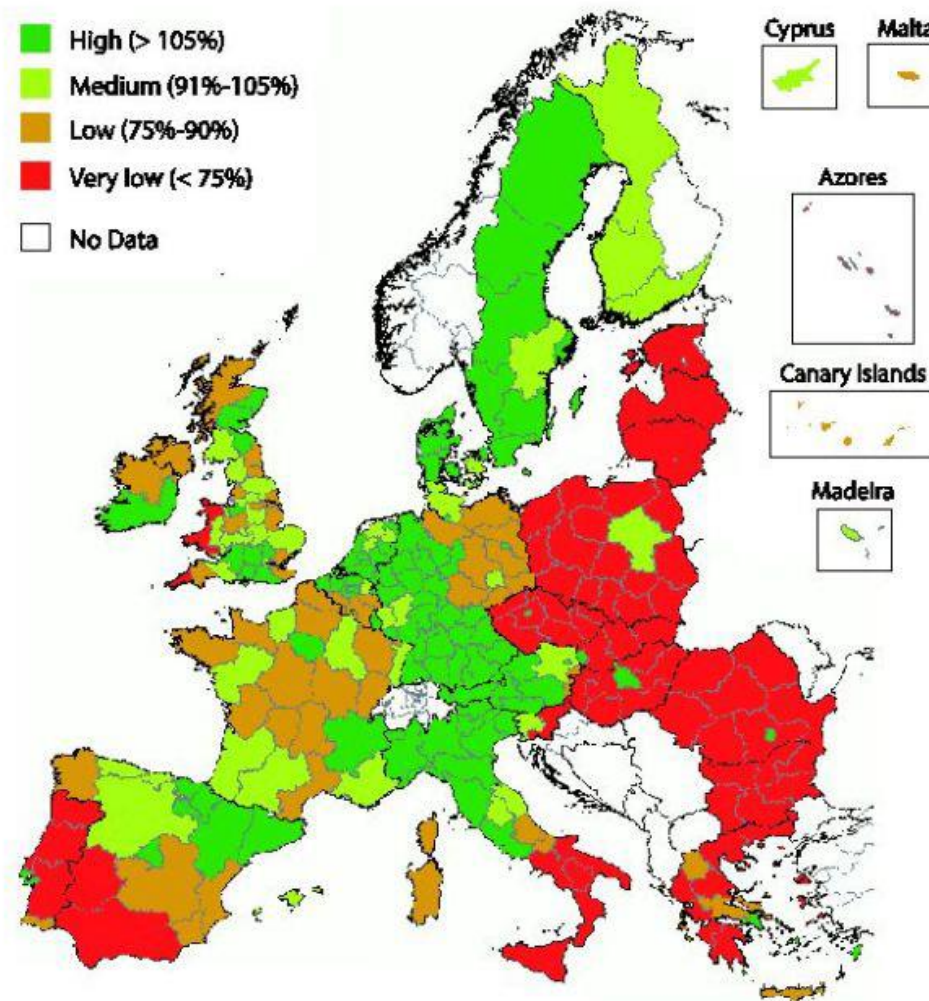 High (> 105%)
Medium (91%-105%)
Low (75%-90%)
Very low (< 75%)
No Data
Cyprus
Malta
Azores
Canary Islands
Madeira